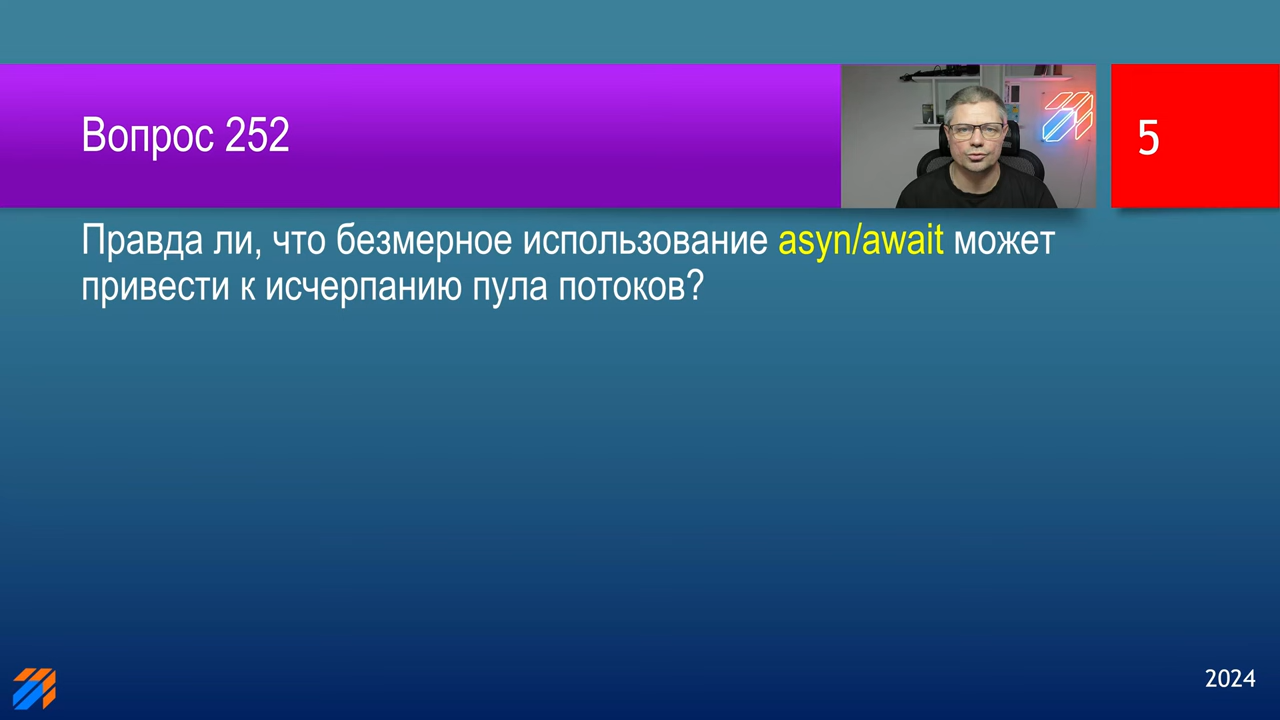 Вопрос 252
5
Правда ли, что безмерное использование asyn/await может
привести к исчерпанию пула потоков?
2024